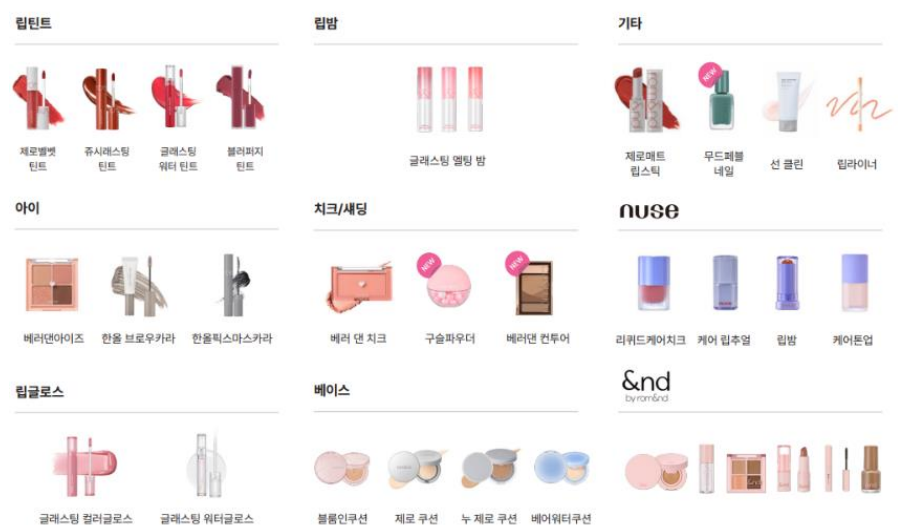 립틴트
제로벨벳
틴트
쥬시래스팅
틴트
글래스팅
워터 틴트
블러퍼지
틴트
립밤
글래스팅 멜팅 밤
기타
rom&nd
NEW
제로매트
립스틱
무드페블
네일
선 클린
립라이너
아이
베러댄아이즈
한올 브로우카라
한올픽스마스카라
치크/섀딩
NEW
NEW
베러 댄 치크
구슬파우더
베러댄 컨투어
nuse
리퀴드케어치크
케어 립추얼
립밤
케어톤업
립글로스
글래스팅 컬러글로스
글래스팅 워터글로스
베이스
블룸인쿠션
제로 쿠션
누 제로 쿠션
베어워터쿠션
&nd
by rom&nd
&nd